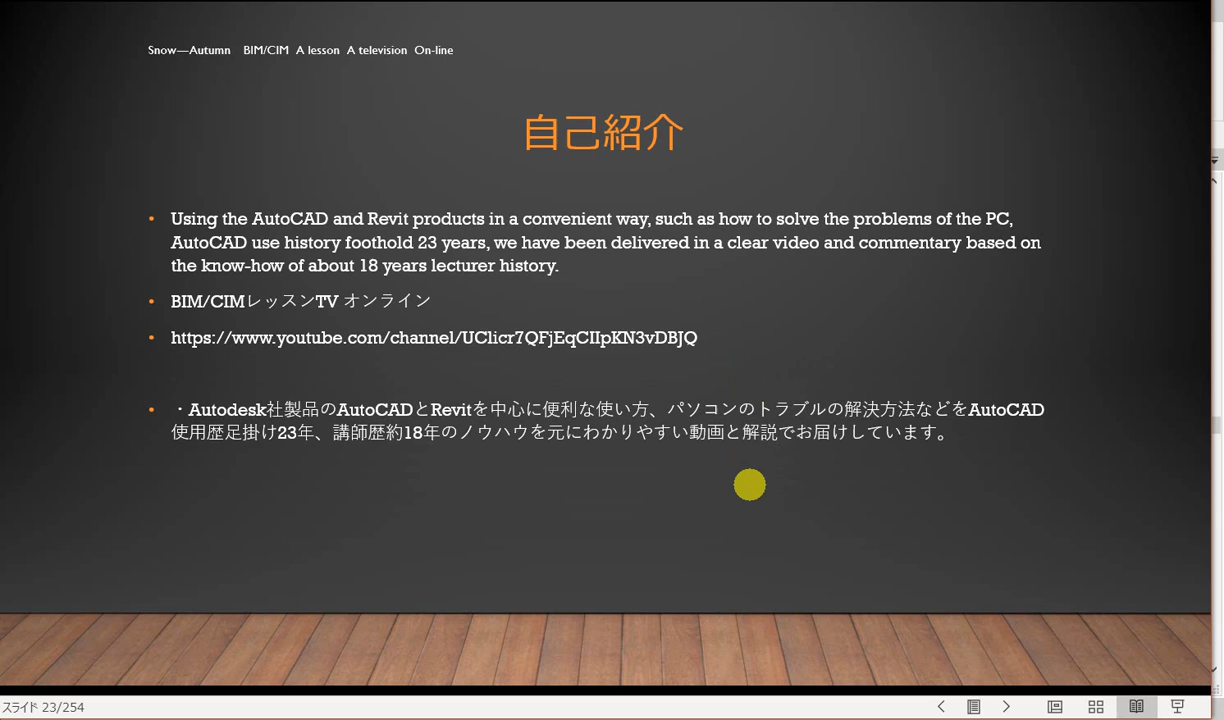 Snow—Autumn BIM/CIM A lesson A television On-line
自己紹介
• Using the AutoCAD and Revit products in a convenient way, such as how to solve the problems of the PC,
AutoCAD use history foothold 23 years, we have been delivered in a clear video and commentary based on
the know-how of about 18 years lecturer history.
• BIM/CIMレッスンTV オンライン
• https://www.youtube.com/channel/UClicr7QFjEqCIIpKN3vDBJQ
• ・Autodesk社製品のAutoCADとRevitを中心に便利な使い方、パソコンのトラブルの解決方法などをAutoCAD
使用歴足掛け23年、講師歴約18年のノウハウを元にわかりやすい動画と解説でお届けしています。
スライド 23/254